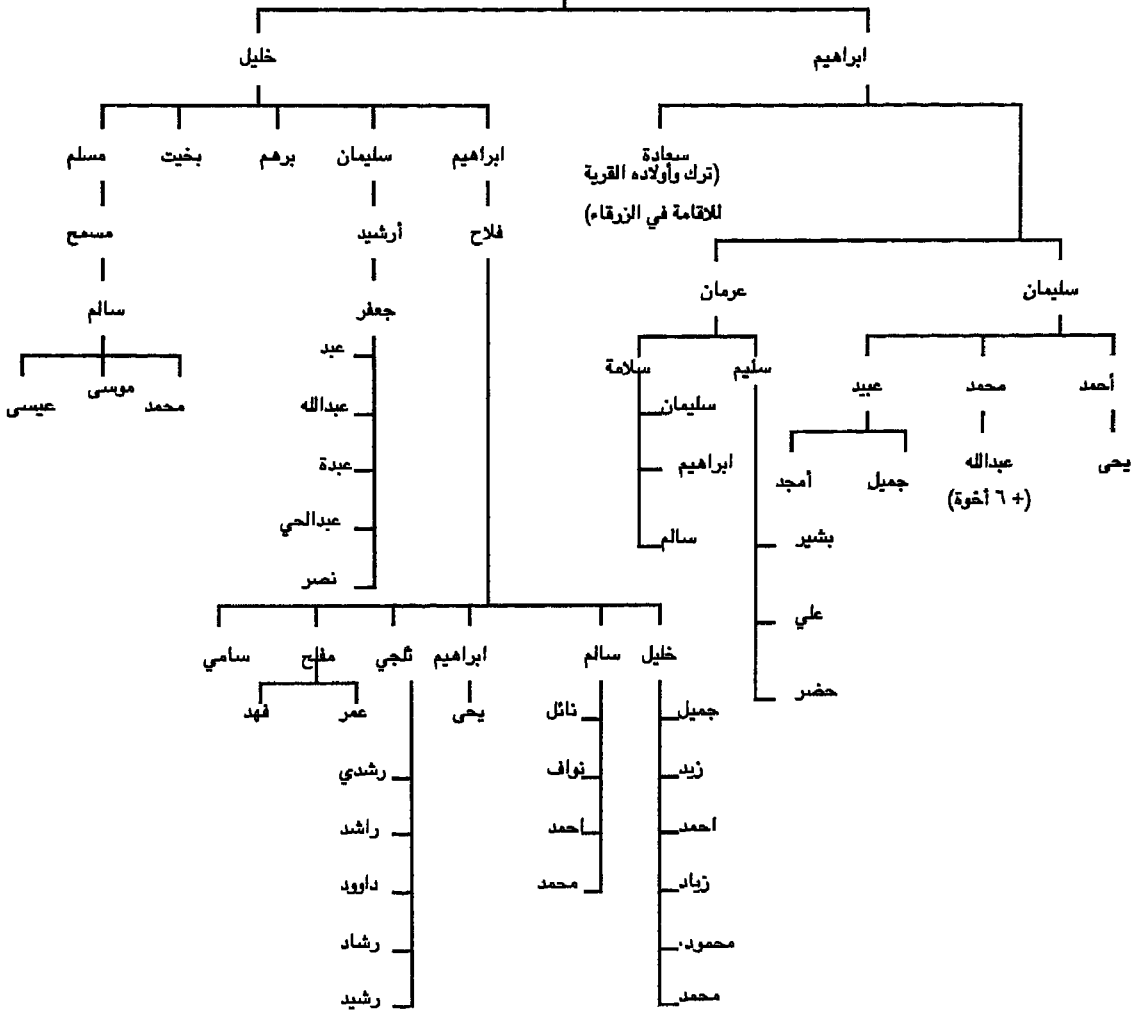 ابراهيم
خليل
سعادة
(ترك وأولاده القرية
للاقامة في الزرقاء)
ابراهيم
سليمان
برهم
بخيت
مسلم
فلاح
أرشيد
مسمح
سليمان
عرمان
جعفر
سالم
أحمد
محمد
عبيد
سليم
سلامة
محمد
موسى
عيسى
يحى
عبدالله
(+ ٦ أخوة)
جميل
أمجد
سليمان
ابراهيم
سالم
بشير
علي
حضر
عبد
عبدالله
عبدة
عبدالحي
نصر
خليل
سالم
ابراهيم
ثلجي
مفلح
سامي
جميل
زيد
احمد
زياد
محمود.
محمد
نائل
نواف
احمد
محمد
يحى
رشدي
راشد
داوود
رشاد
رشيد
عمر
فهد